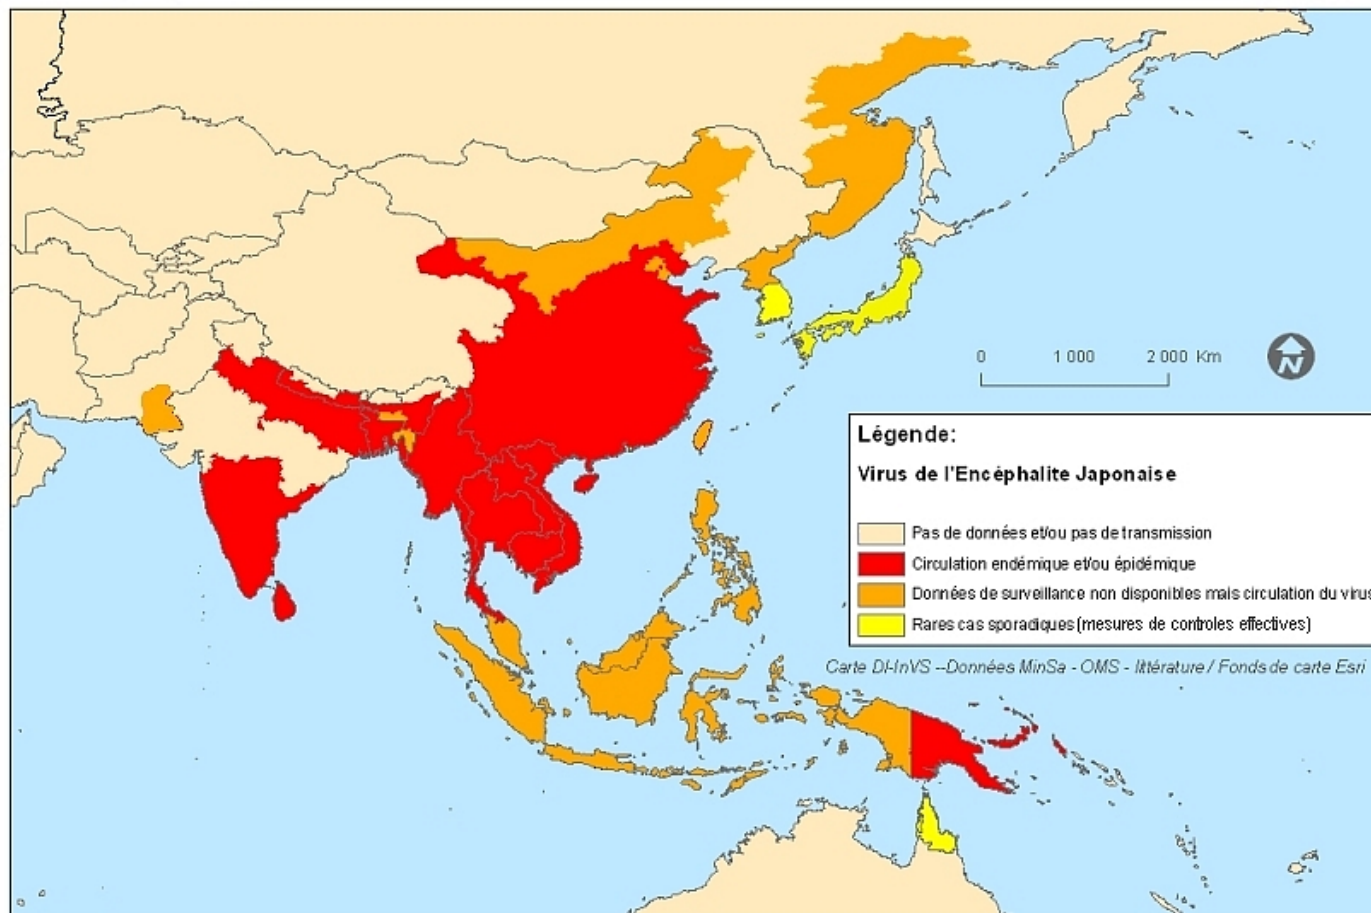 0 1 000 2 000 Km
N
Légende:
Virus de l'Encéphalite Japonaise
Pas de données et/ou pas de transmission
Circulation endémique et/ou épidémique
Données de surveillance non disponibles mais circulation du virus
Rares cas sporadiques (mesures de controles effectives)
Carte DI-InVS --Données MinSa - OMS - littérature / Fonds de carte Esri